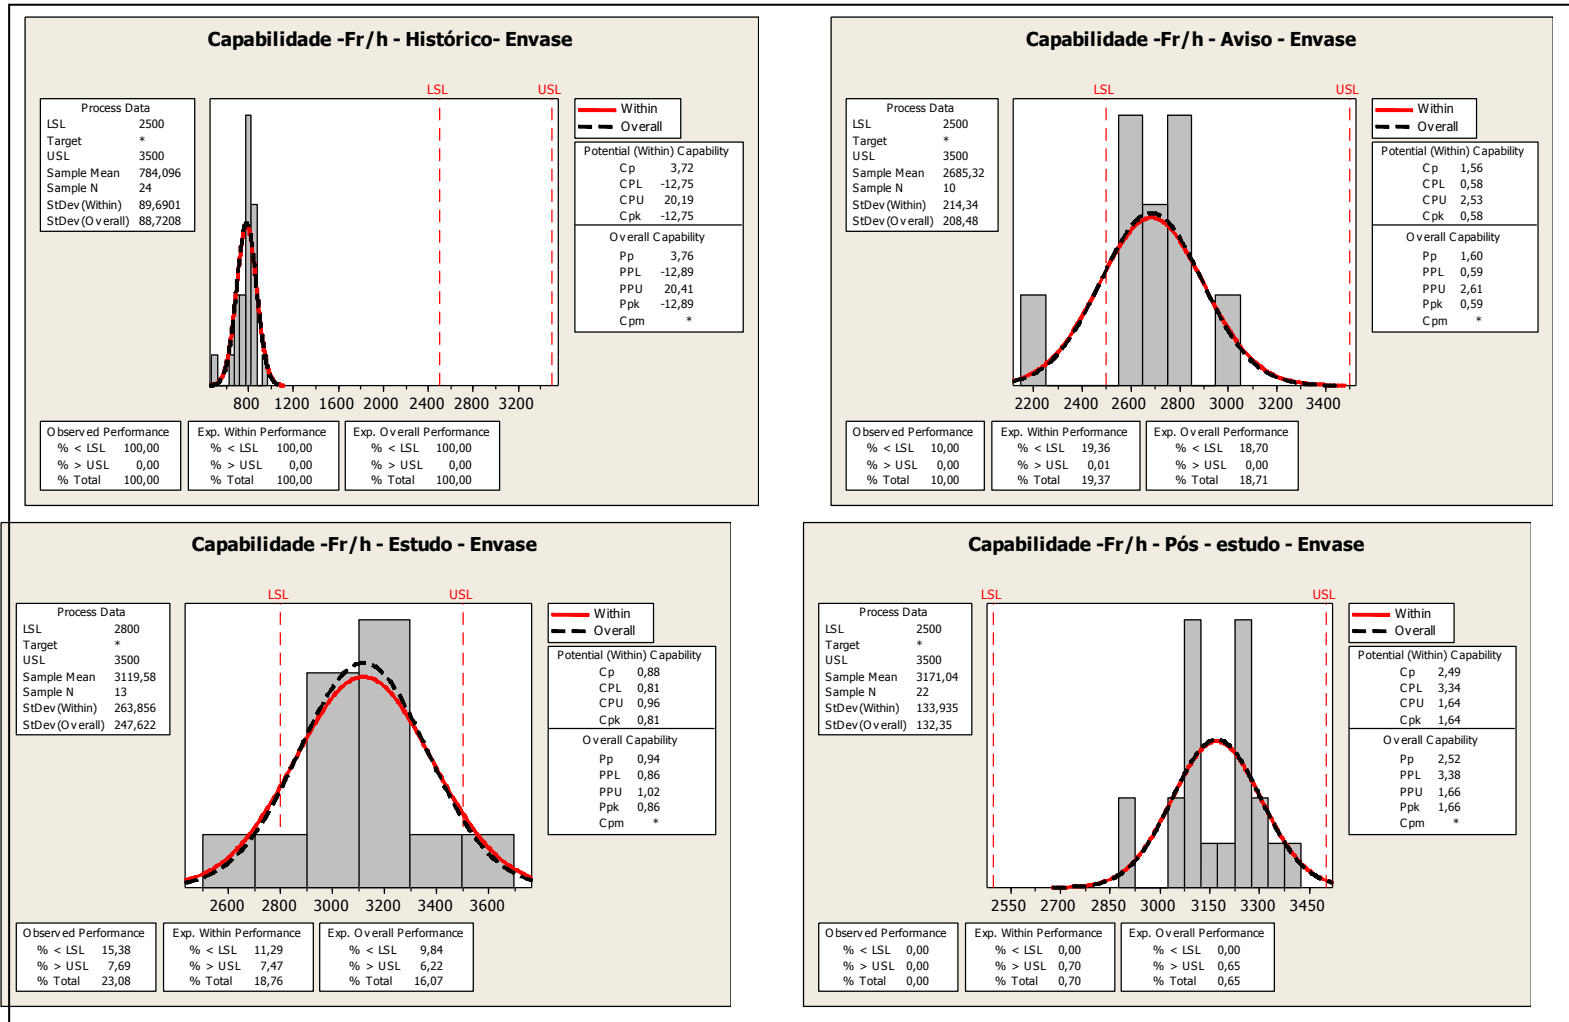 Capabilidade -Fr/h - Histórico- Envase
LSL USL
Process Data
LSL 2500
Target *
USL 3500
Sample Mean 784,096
Sample N 24
StDev(Within) 89,6901
StDev(Overall) 88,7208
Within
Overall
Potential (Within) Capability
Cp 3,72
CPL -12,75
CPU 20,19
Cpk -12,75
Overall Capability
Pp 3,76
PPL -12,89
PPU 20,41
Ppk -12,89
Cpm *
800 1200 1600 2000 2400 2800 3200
Observed Performance
% < LSL 100,00
% > USL 0,00
% Total 100,00
Exp. Within Performance
% < LSL 100,00
% > USL 0,00
% Total 100,00
Exp. Overall Performance
% < LSL 100,00
% > USL 0,00
% Total 100,00
Capabilidade -Fr/h - Aviso - Envase
LSL USL
Process Data
LSL 2500
Target *
USL 3500
Sample Mean 2685,32
Sample N 10
StDev(Within) 214,34
StDev(Overall) 208,48
Within
Overall
Potential (Within) Capability
Cp 1,56
CPL 0,58
CPU 2,53
Cpk 0,58
Overall Capability
Pp 1,60
PPL 0,59
PPU 2,61
Ppk 0,59
Cpm *
2200 2400 2600 2800 3000 3200 3400
Observed Performance
% < LSL 10,00
% > USL 0,00
% Total 10,00
Exp. Within Performance
% < LSL 19,36
% > USL 0,01
% Total 19,37
Exp. Overall Performance
% < LSL 18,70
% > USL 0,00
% Total 18,71
Capabilidade -Fr/h - Estudo - Envase
LSL USL
Process Data
LSL 2800
Target *
USL 3500
Sample Mean 3119,58
Sample N 13
StDev(Within) 263,856
StDev(Overall) 247,622
Within
Overall
Potential (Within) Capability
Cp 0,88
CPL 0,81
CPU 0,96
Cpk 0,81
Overall Capability
Pp 0,94
PPL 0,86
PPU 1,02
Ppk 0,86
Cpm *
2600 2800 3000 3200 3400 3600
Observed Performance
% < LSL 15,38
% > USL 7,69
% Total 23,08
Exp. Within Performance
% < LSL 11,29
% > USL 7,47
% Total 18,76
Exp. Overall Performance
% < LSL 9,84
% > USL 6,22
% Total 16,07
Capabilidade -Fr/h - Pós - estudo - Envase
LSL USL
Process Data
LSL 2500
Target *
USL 3500
Sample Mean 3171,04
Sample N 22
StDev(Within) 133,935
StDev(Overall) 132,35
Within
Overall
Potential (Within) Capability
Cp 2,49
CPL 3,34
CPU 1,64
Cpk 1,64
Overall Capability
Pp 2,52
PPL 3,38
PPU 1,66
Ppk 1,66
Cpm *
2550 2700 2850 3000 3150 3300 3450
Observed Performance
% < LSL 0,00
% > USL 0,00
% Total 0,00
Exp. Within Performance
% < LSL 0,00
% > USL 0,70
% Total 0,70
Exp. Overall Performance
% < LSL 0,00
% > USL 0,65
% Total 0,65